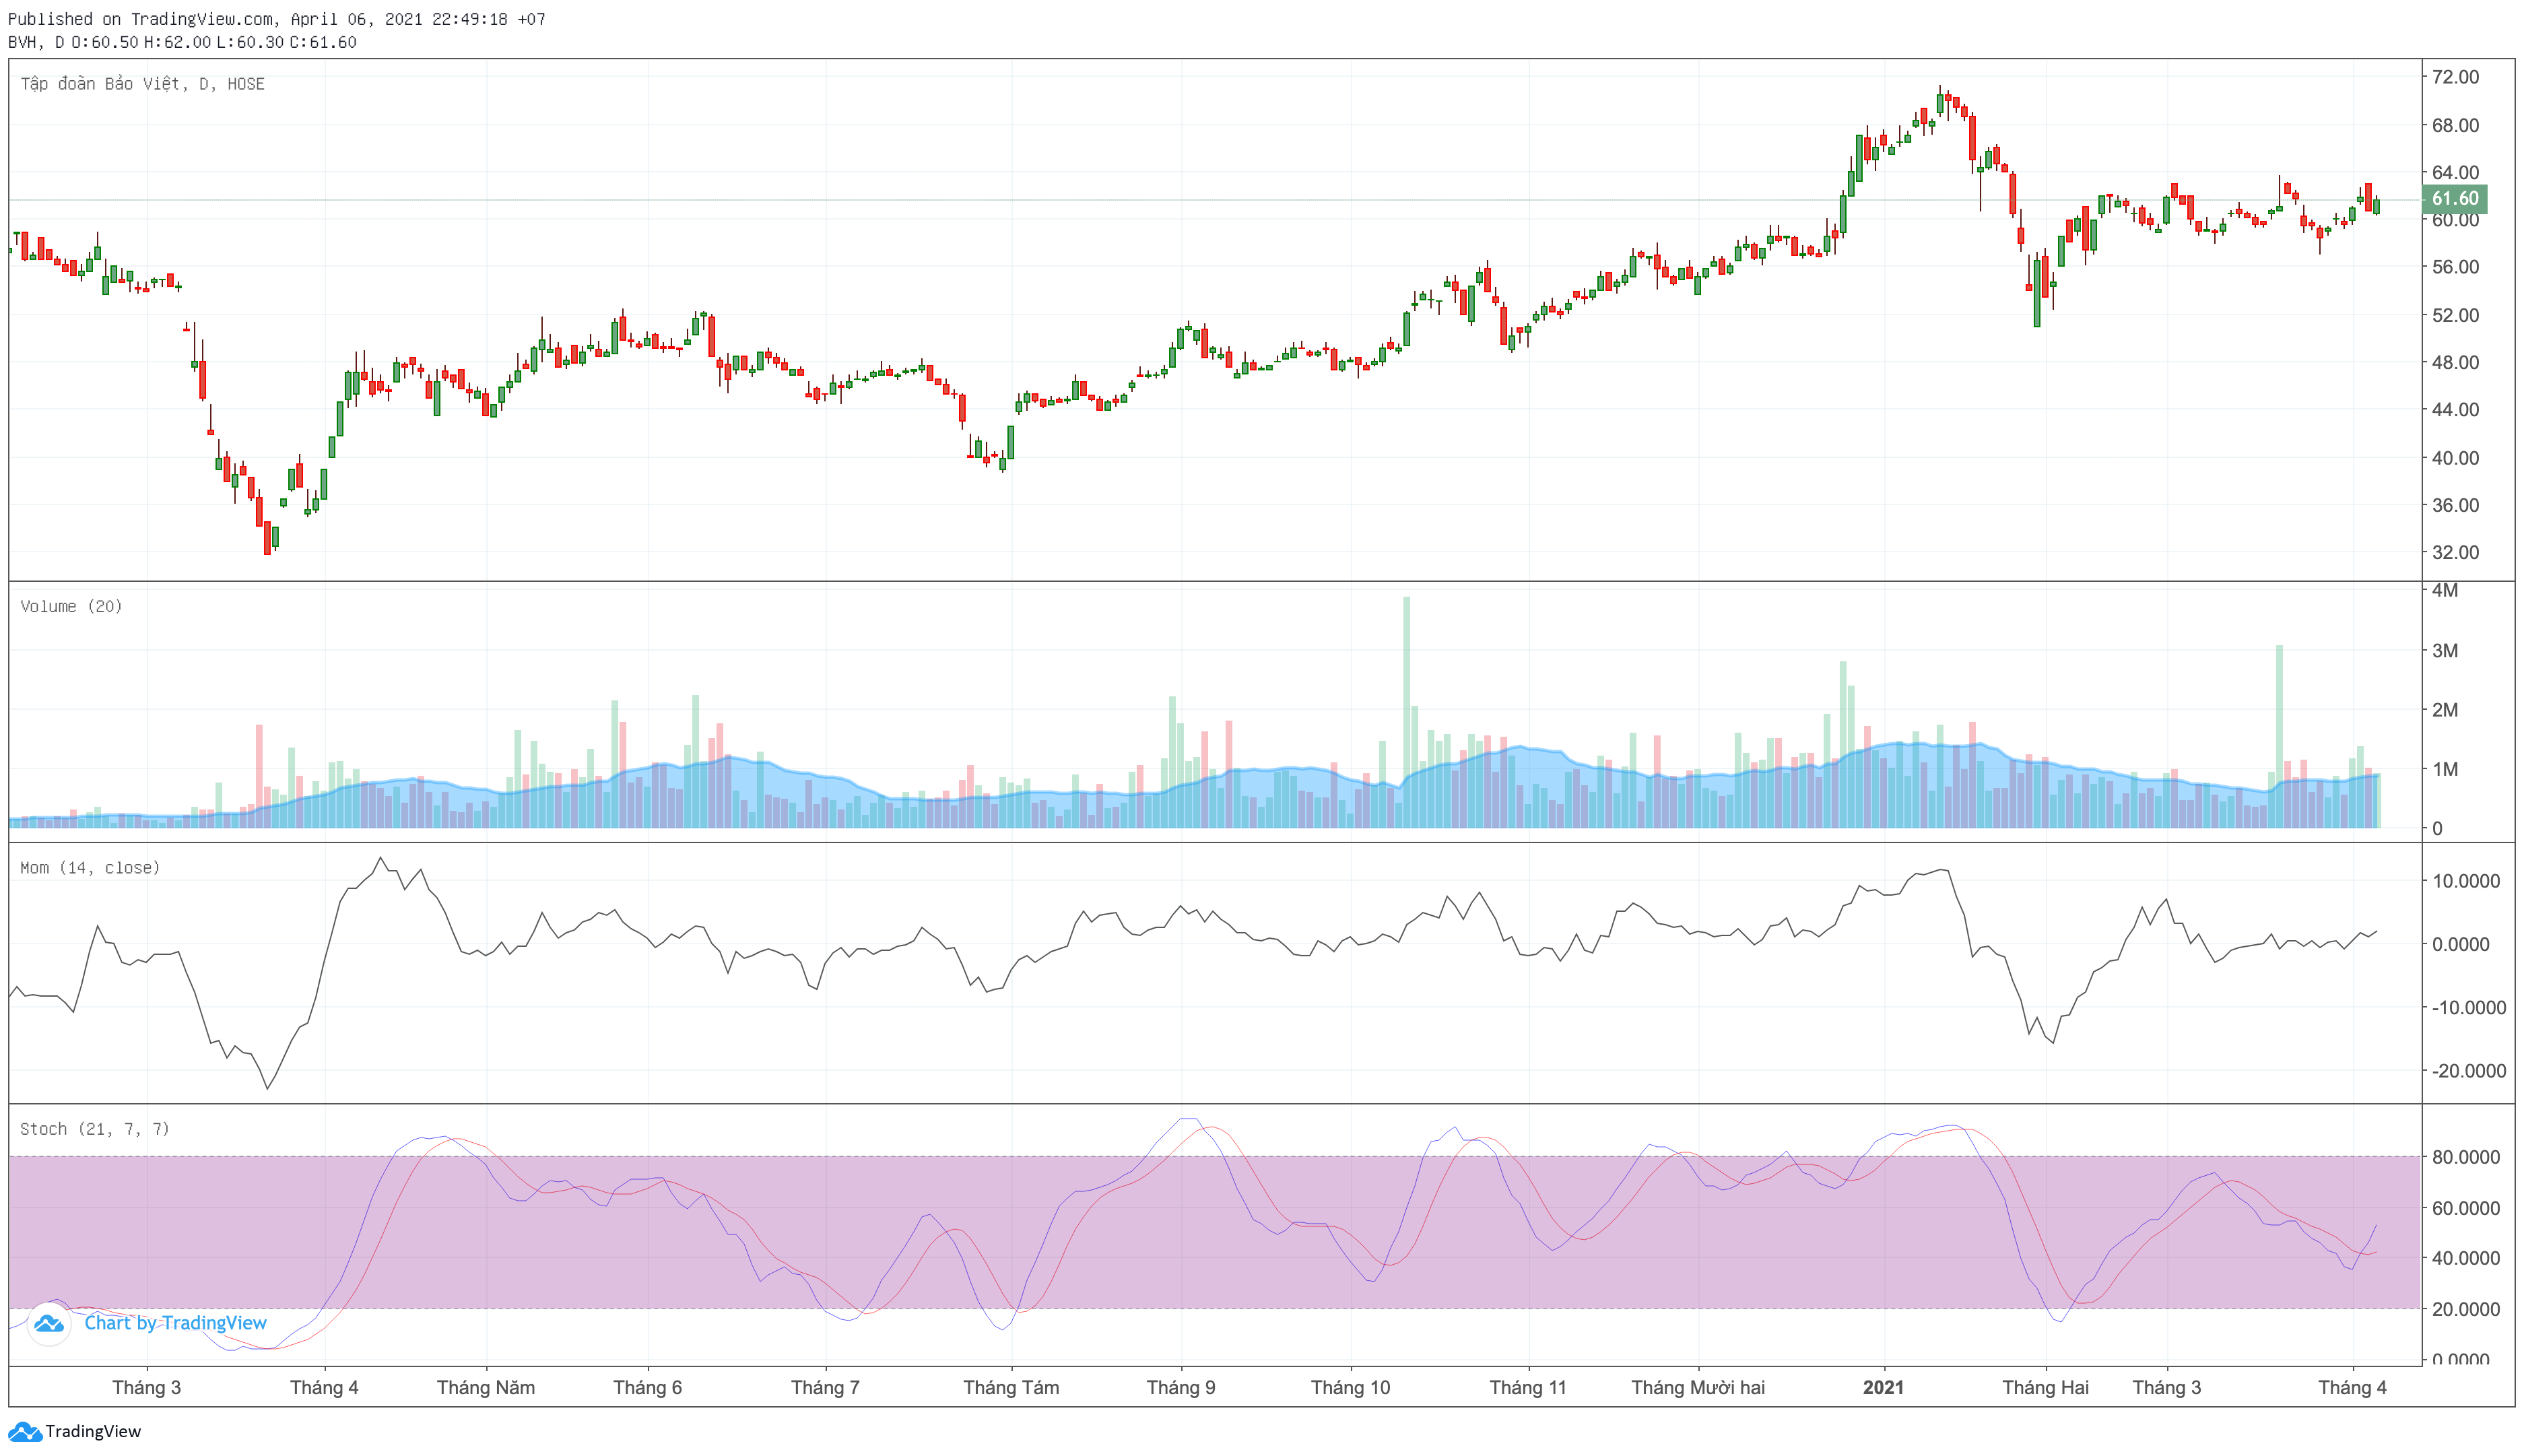 Published on TradingView.com, April 06, 2021 22:49:18 +07
BVH, D O:60.50 H:62.00 L:60.30 C:61.60
Tập đoàn Bảo Việt, D, HOSE
72.00
68.00
64.00
61.60
60.00
56.00
52.00
48.00
44.00
40.00
36.00
32.00
Volume (20)
4M
3M
2M
1M
0
Mom (14, close)
10.0000
0.0000
-10.0000
-20.0000
Stoch (21, 7, 7)
80.0000
60.0000
40.0000
20.0000
0.0000
Chart by TradingView
Tháng 3 Tháng 4 Tháng Năm Tháng 6 Tháng 7 Tháng Tám Tháng 9 Tháng 10 Tháng 11 Tháng Mười hai 2021 Tháng Hai Tháng 3 Tháng 4
TradingView